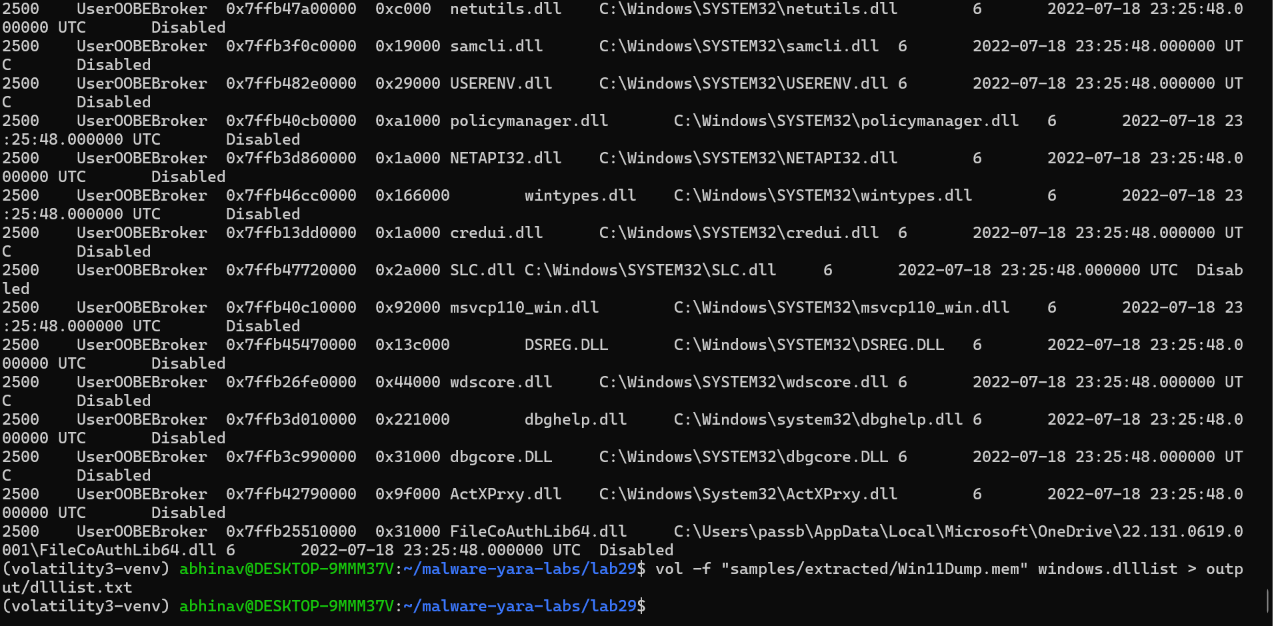 2500    UserOOBEBroker  0x7ffb47a00000  0xc000  netutils.dll    C:\Windows\SYSTEM32\netutils.dll        6       2022-07-18 23:25:48.0
00000 UTC       Disabled
2500    UserOOBEBroker  0x7ffb3f0c0000  0x19000 samcli.dll      C:\Windows\SYSTEM32\samcli.dll  6       2022-07-18 23:25:48.000000 UT
C       Disabled
2500    UserOOBEBroker  0x7ffb482e0000  0x29000 USERENV.dll     C:\Windows\SYSTEM32\USERENV.dll 6       2022-07-18 23:25:48.000000 UT
C       Disabled
2500    UserOOBEBroker  0x7ffb40cb0000  0xa1000 policymanager.dll       C:\Windows\SYSTEM32\policymanager.dll   6       2022-07-18 23
:25:48.000000 UTC       Disabled
2500    UserOOBEBroker  0x7ffb3d860000  0x1a000 NETAPI32.dll    C:\Windows\SYSTEM32\NETAPI32.dll        6       2022-07-18 23:25:48.0
00000 UTC       Disabled
2500    UserOOBEBroker  0x7ffb46cc0000  0x166000        wintypes.dll    C:\Windows\SYSTEM32\wintypes.dll        6       2022-07-18 23
:25:48.000000 UTC       Disabled
2500    UserOOBEBroker  0x7ffb13dd0000  0x1a000 credui.dll      C:\Windows\SYSTEM32\credui.dll  6       2022-07-18 23:25:48.000000 UT
C       Disabled
2500    UserOOBEBroker  0x7ffb47720000  0x2a000 SLC.dll C:\Windows\SYSTEM32\SLC.dll     6       2022-07-18 23:25:48.000000 UTC  Disab
led
2500    UserOOBEBroker  0x7ffb40c10000  0x92000 msvcp110_win.dll        C:\Windows\SYSTEM32\msvcp110_win.dll    6       2022-07-18 23
:25:48.000000 UTC       Disabled
2500    UserOOBEBroker  0x7ffb45470000  0x13c000        DSREG.DLL       C:\Windows\SYSTEM32\DSREG.DLL   6       2022-07-18 23:25:48.0
00000 UTC       Disabled
2500    UserOOBEBroker  0x7ffb26fe0000  0x44000 wdscore.dll     C:\Windows\SYSTEM32\wdscore.dll 6       2022-07-18 23:25:48.000000 UT
C       Disabled
2500    UserOOBEBroker  0x7ffb3d010000  0x221000        dbghelp.dll     C:\Windows\system32\dbghelp.dll 6       2022-07-18 23:25:48.0
00000 UTC       Disabled
2500    UserOOBEBroker  0x7ffb3c990000  0x31000 dbgcore.DLL     C:\Windows\SYSTEM32\dbgcore.DLL 6       2022-07-18 23:25:48.000000 UT
C       Disabled
2500    UserOOBEBroker  0x7ffb42790000  0x9f000 ActXPrxy.dll    C:\Windows\System32\ActXPrxy.dll        6       2022-07-18 23:25:48.0
00000 UTC       Disabled
2500    UserOOBEBroker  0x7ffb25510000  0x31000 FileCoAuthLib64.dll     C:\Users\passb\AppData\Local\Microsoft\OneDrive\22.131.0619.0
001\FileCoAuthLib64.dll 6       2022-07-18 23:25:48.000000 UTC  Disabled
(volatility3-venv) abhinav@DESKTOP-9MMM37V:~/malware-yara-labs/lab29$ vol -f "samples/extracted/Win11Dump.mem" windows.dlllist > outp
ut/dlllist.txt
(volatility3-venv) abhinav@DESKTOP-9MMM37V:~/malware-yara-labs/lab29$